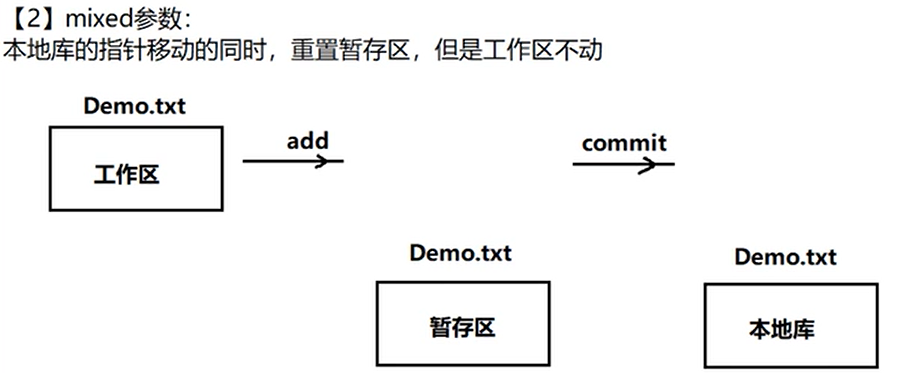 【2】mixed参数：
本地库的指针移动的同时，重置暂存区，但是工作区不动
Demo.txt
工作区
add
commit
Demo.txt
暂存区
Demo.txt
本地库